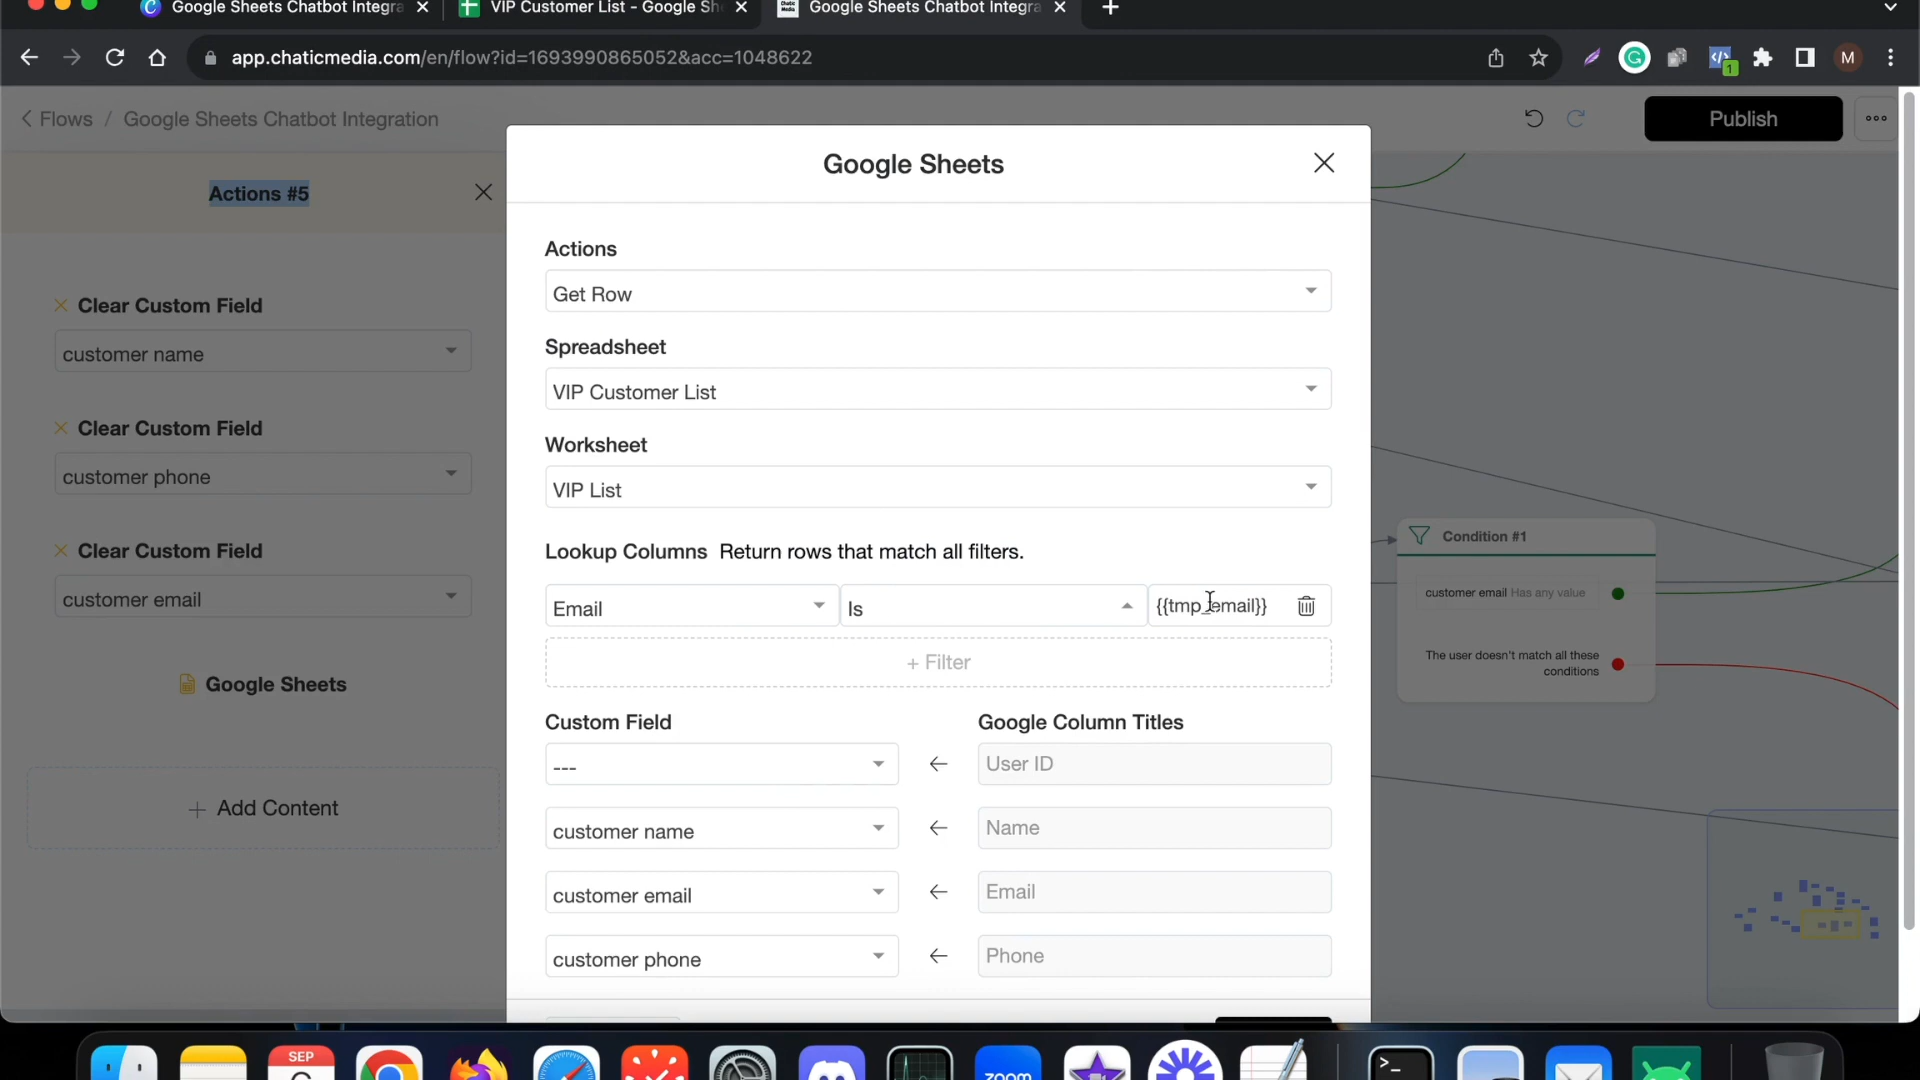 Google Sheets Chatbot Integra
VIP Customer List - Google She
Google Sheets Chatbot Integra
app.chaticmedia.com/en/flow?id=1693990865052&acc=1048622
G
1
M
Flows / Google Sheets Chatbot Integration
Publish
Actions #5
Clear Custom Field
customer name
Clear Custom Field
customer phone
Clear Custom Field
customer email
Google Sheets
+ Add Content
Google Sheets
Actions
Get Row
Spreadsheet
VIP Customer List
Worksheet
VIP List
Lookup Columns Return rows that match all filters.
Email
Is
{{tmp_email}}
+ Filter
Custom Field
Google Column Titles
---
User ID
customer name
Name
customer email
Email
customer phone
Phone
Condition #1
customer email Has any value
The user doesn't match all these
conditions
SEP
zoom